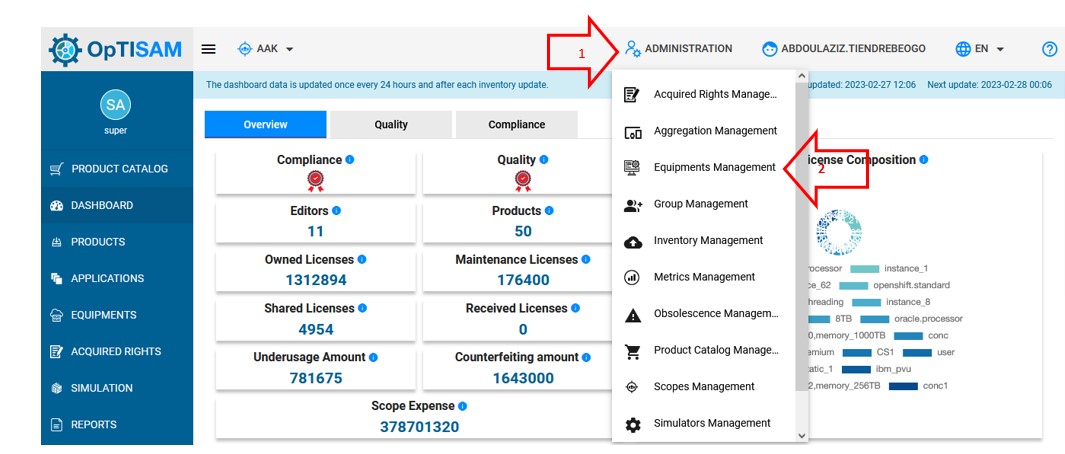 OpTISAM
AAK
1
ADMINISTRATION
ABDOULAZIZ.TIENDREBEOGO
EN
The dashboard data is updated once every 24 hours and after each inventory update.
updated: 2023-02-27 12:06 Next update: 2023-02-28 00:06
SA
super
PRODUCT CATALOG
DASHBOARD
PRODUCTS
APPLICATIONS
EQUIPMENTS
ACQUIRED RIGHTS
SIMULATION
REPORTS
Overview
Quality
Compliance
Compliance
Quality
Editors
11
Products
50
Owned Licenses
1312894
Maintenance Licenses
176400
Shared Licenses
4954
Received Licenses
0
Underusage Amount
781675
Counterfeiting amount
1643000
Scope Expense
378701320
Acquired Rights Manage...
Aggregation Management
Equipments Management
2
Group Management
Inventory Management
Metrics Management
Obsolescence Managem...
Product Catalog Manage...
Scopes Management
Simulators Management
icense Composition
instance_1
ce_62 openshift.standard
hreading instance_8
8TB oracle.processor
0,memory_1000TB conc
emium CS1 user
tatic_1 ibm_pvu
2,memory_256TB conc1